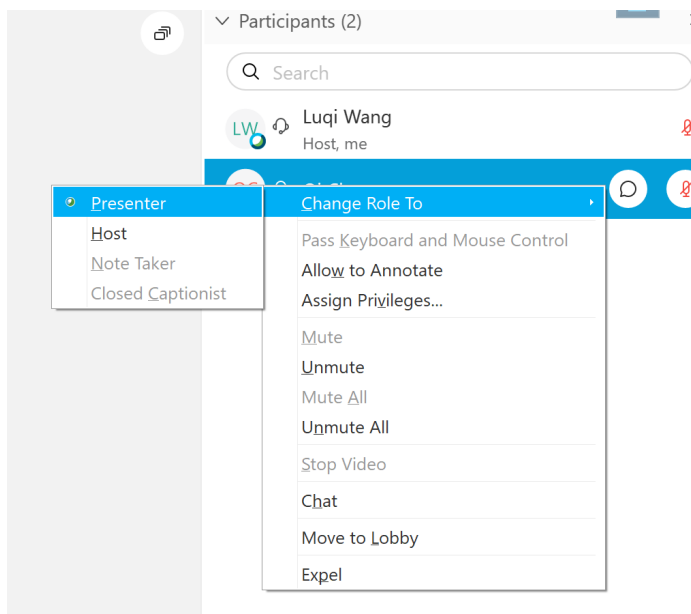 Participants (2)
Search
LW
Luqi Wang
Host, me
Presenter
Host
Note Taker
Closed Captionist
Change Role To
Pass Keyboard and Mouse Control
Allow to Annotate
Assign Privileges...
Mute
Unmute
Mute All
Unmute All
Stop Video
Chat
Move to Lobby
Expel